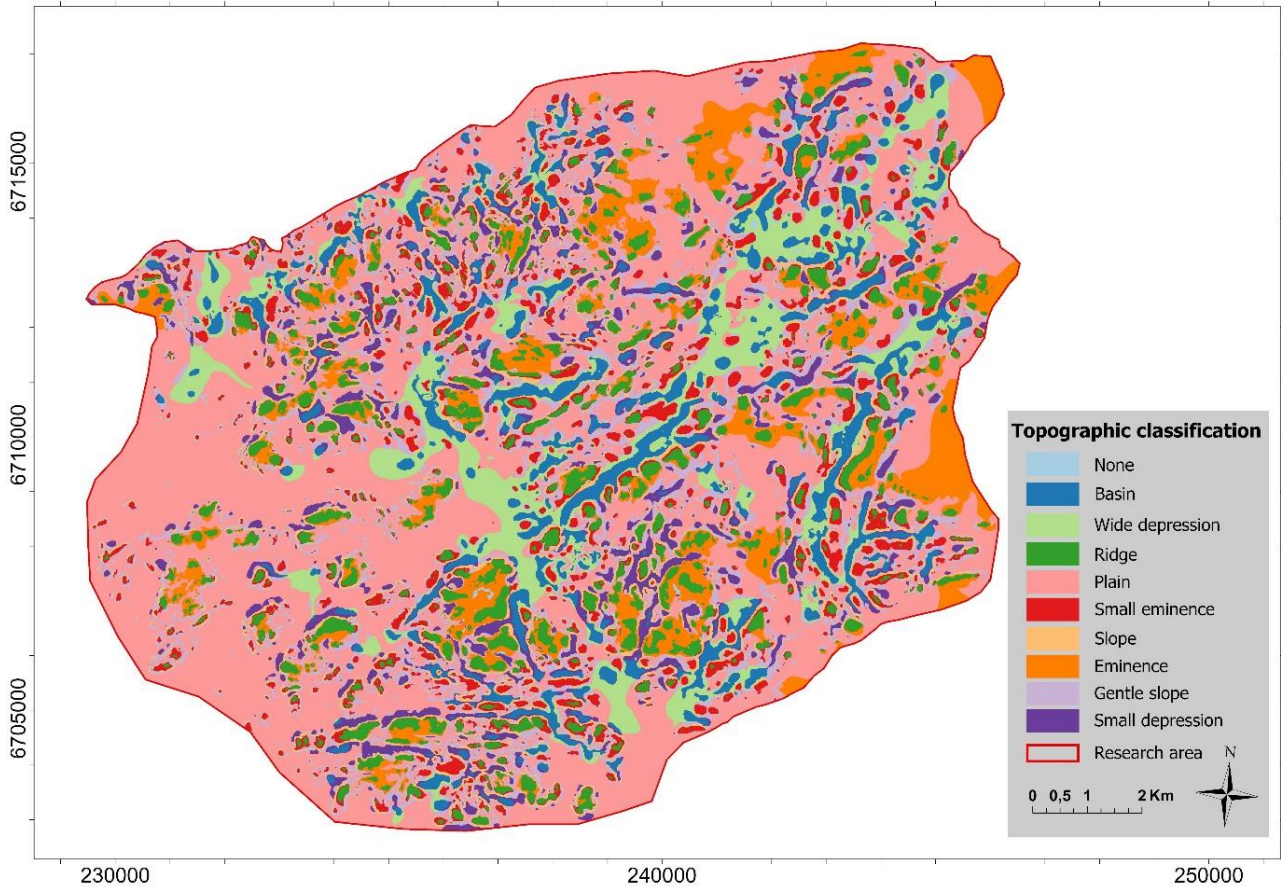 6715000
6710000
6705000
Topographic classification
None
Basin
Wide depression
Ridge
Plain
Small eminence
Slope
Eminence
Gentle slope
Small depression
Research area
N
0 0,5 1 2 Km
230000 240000 250000